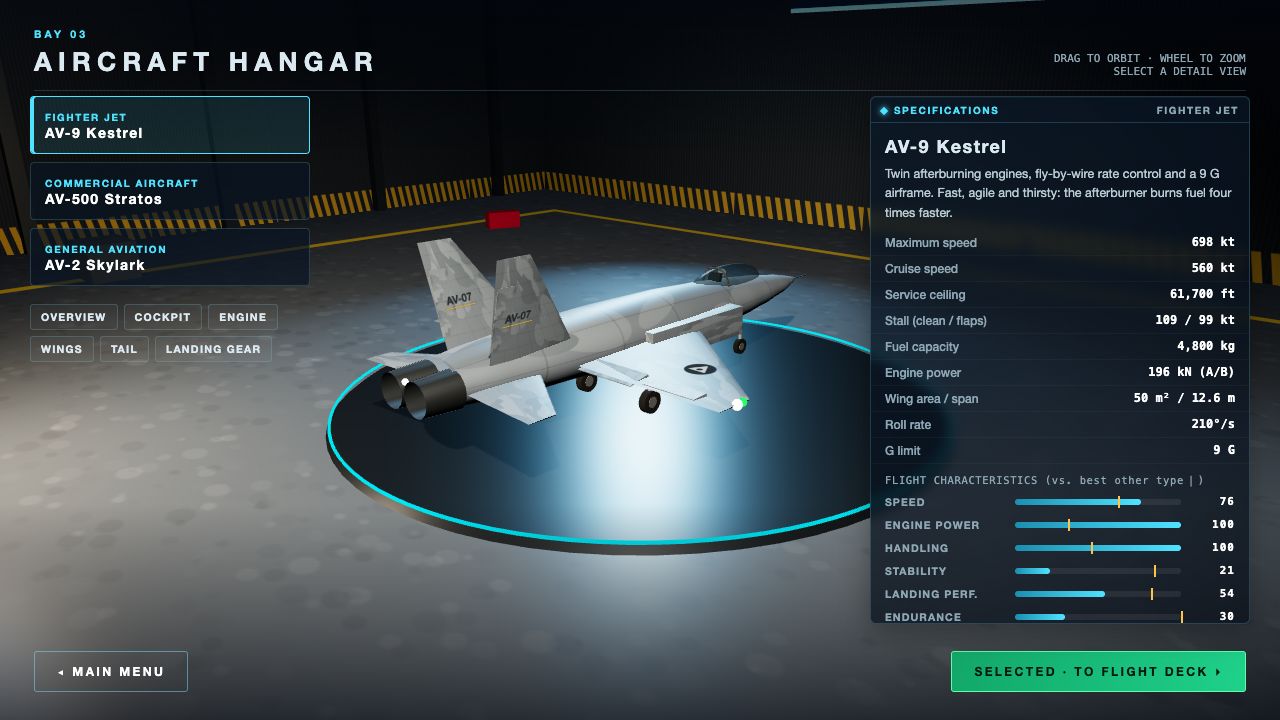 BAY 03
AIRCRAFT HANGAR
DRAG TO ORBIT · WHEEL TO ZOOM
SELECT A DETAIL VIEW
FIGHTER JET
AV-9 Kestrel
COMMERCIAL AIRCRAFT
AV-500 Stratos
GENERAL AVIATION
AV-2 Skylark
OVERVIEW COCKPIT ENGINE
WINGS TAIL LANDING GEAR
AV-07
AV-07
SPECIFICATIONS FIGHTER JET
AV-9 Kestrel
Twin afterburning engines, fly-by-wire rate control and a 9 G
airframe. Fast, agile and thirsty: the afterburner burns fuel four
times faster.
Maximum speed 698 kt
Cruise speed 560 kt
Service ceiling 61,700 ft
Stall (clean / flaps) 109 / 99 kt
Fuel capacity 4,800 kg
Engine power 196 kN (A/B)
Wing area / span 50 m² / 12.6 m
Roll rate 210°/s
G limit 9 G
FLIGHT CHARACTERISTICS (vs. best other type | )
SPEED 76
ENGINE POWER 100
HANDLING 100
STABILITY 21
LANDING PERF. 54
ENDURANCE 30
◂ MAIN MENU
SELECTED · TO FLIGHT DECK ▸